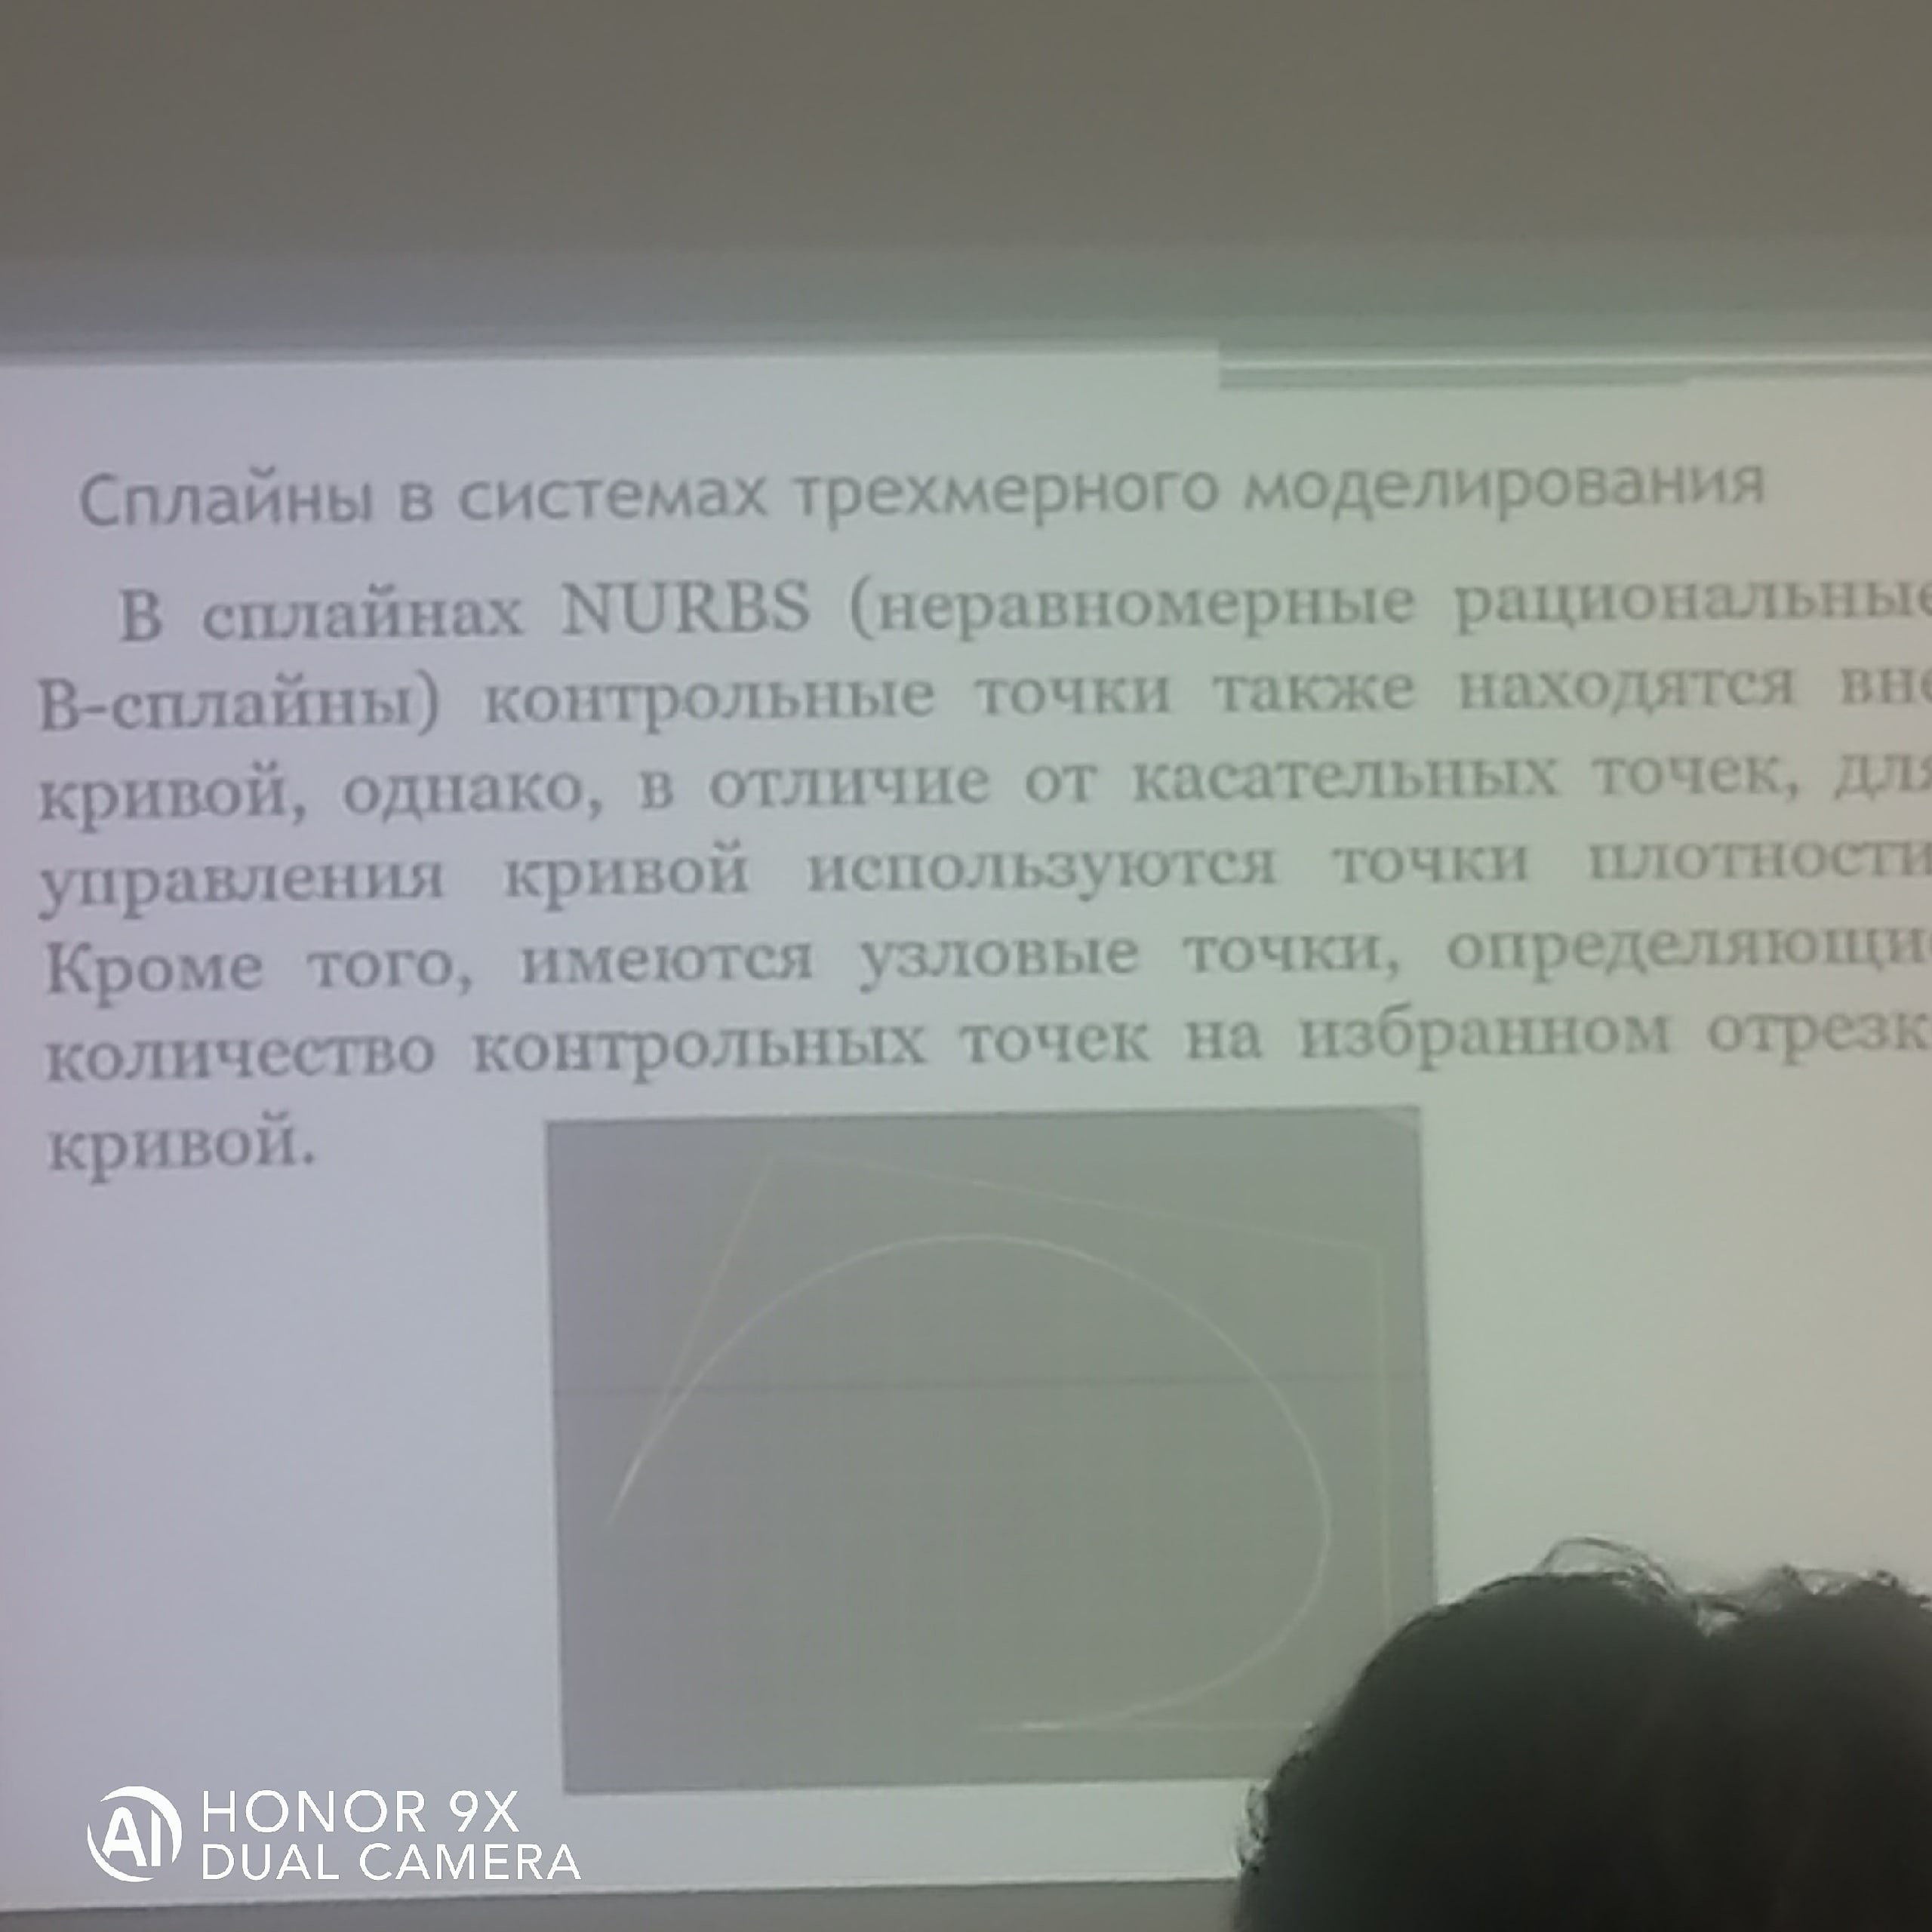 Сплайны в системах трехмерного моделирования
В сплайнах NURBS (неравномерные рациональные
В-сплайны) контрольные точки также находятся вне
кривой, однако, в отличие от касательных точек, для
управления кривой используются точки плотности
Кроме того, имеются узловые точки, определяющи
количество контрольных точек на избранном отрезк
кривой.
AI HONOR 9X
DUAL CAMERA